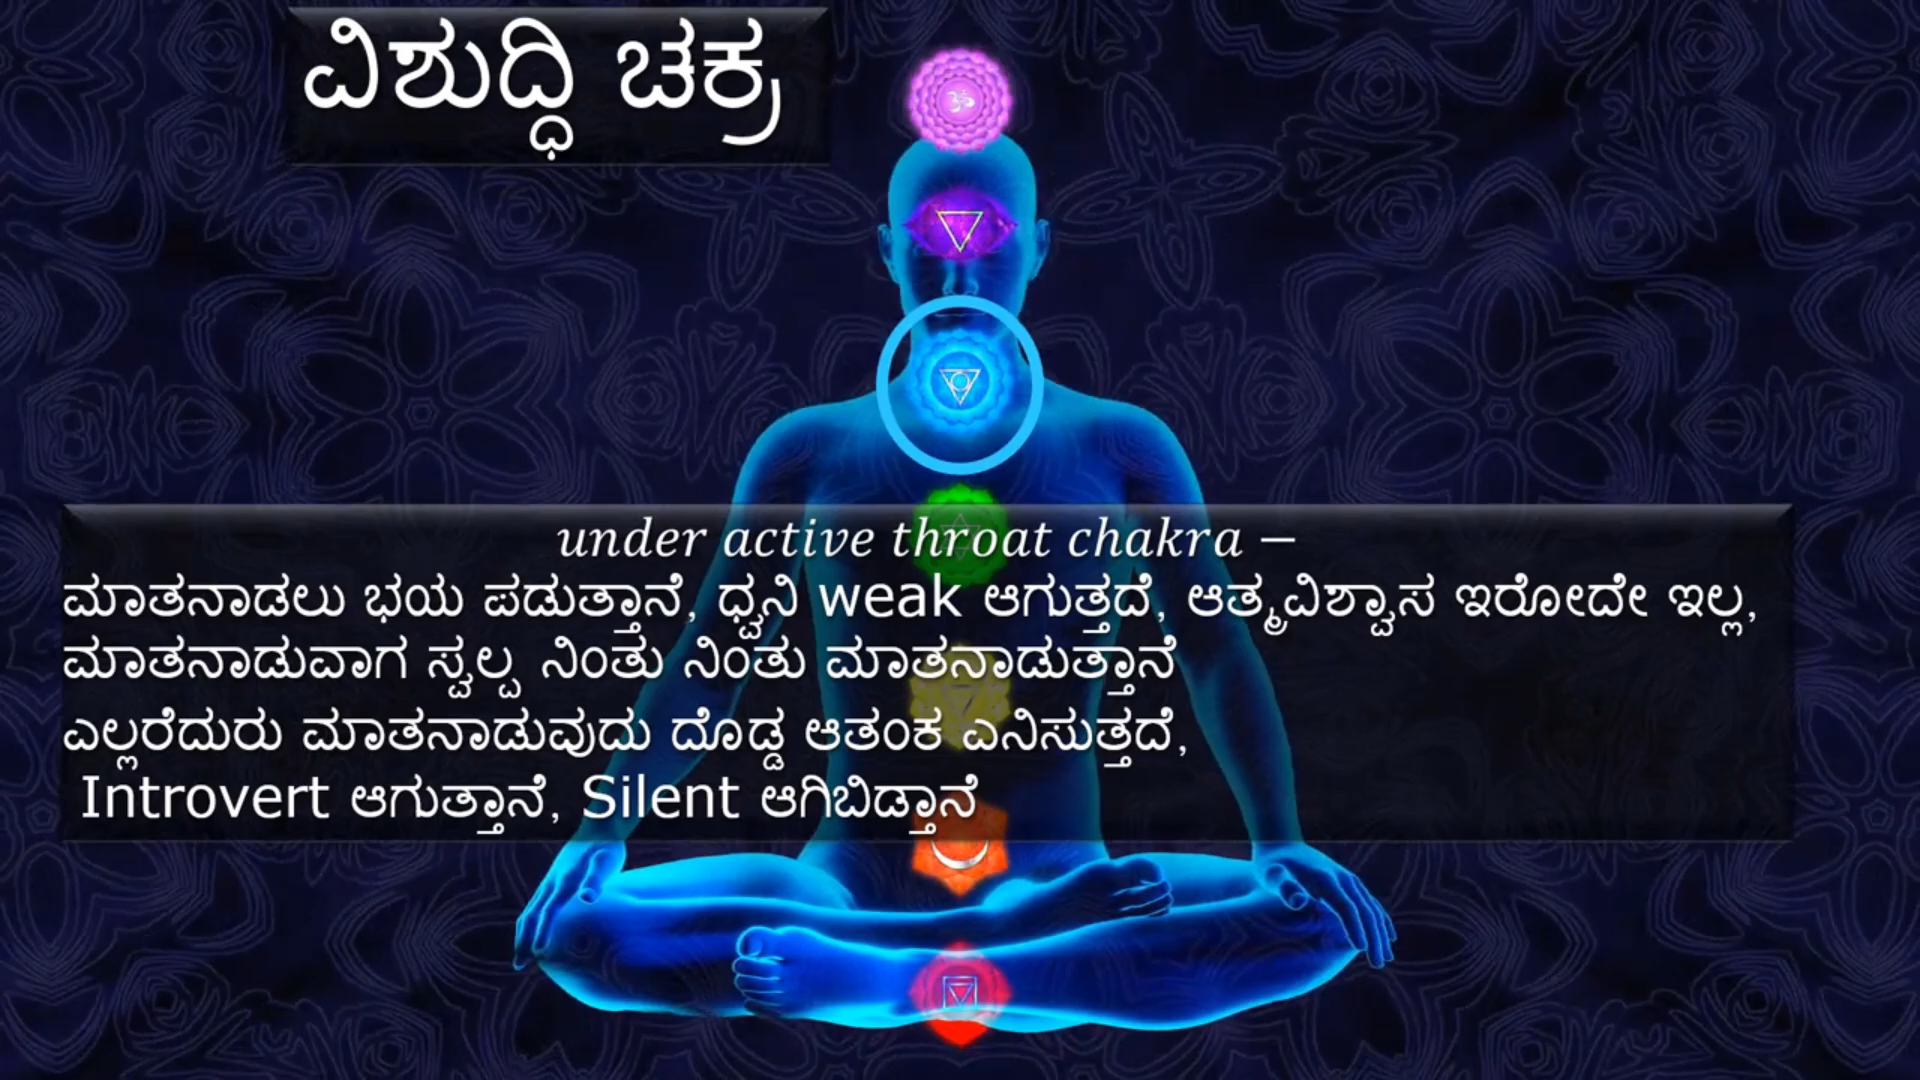 ವಿಶುದ್ಧಿ ಚಕ್ರ
ॐ
under active throat chakra –
ಮಾತನಾಡಲು ಭಯ ಪಡುತ್ತಾನೆ, ಧ್ವನಿ weak ಆಗುತ್ತದೆ, ಆತ್ಮವಿಶ್ವಾಸ ಇರೋದೇ ಇಲ್ಲ,
ಮಾತನಾಡುವಾಗ ಸ್ವಲ್ಪ ನಿಂತು ನಿಂತು ಮಾತನಾಡುತ್ತಾನೆ
ಎಲ್ಲರೆದುರು ಮಾತನಾಡುವುದು ದೊಡ್ಡ ಆತಂಕ ಎನಿಸುತ್ತದೆ,
Introvert ಆಗುತ್ತಾನೆ, Silent ಆಗಿಬಿಡ್ತಾನೆ